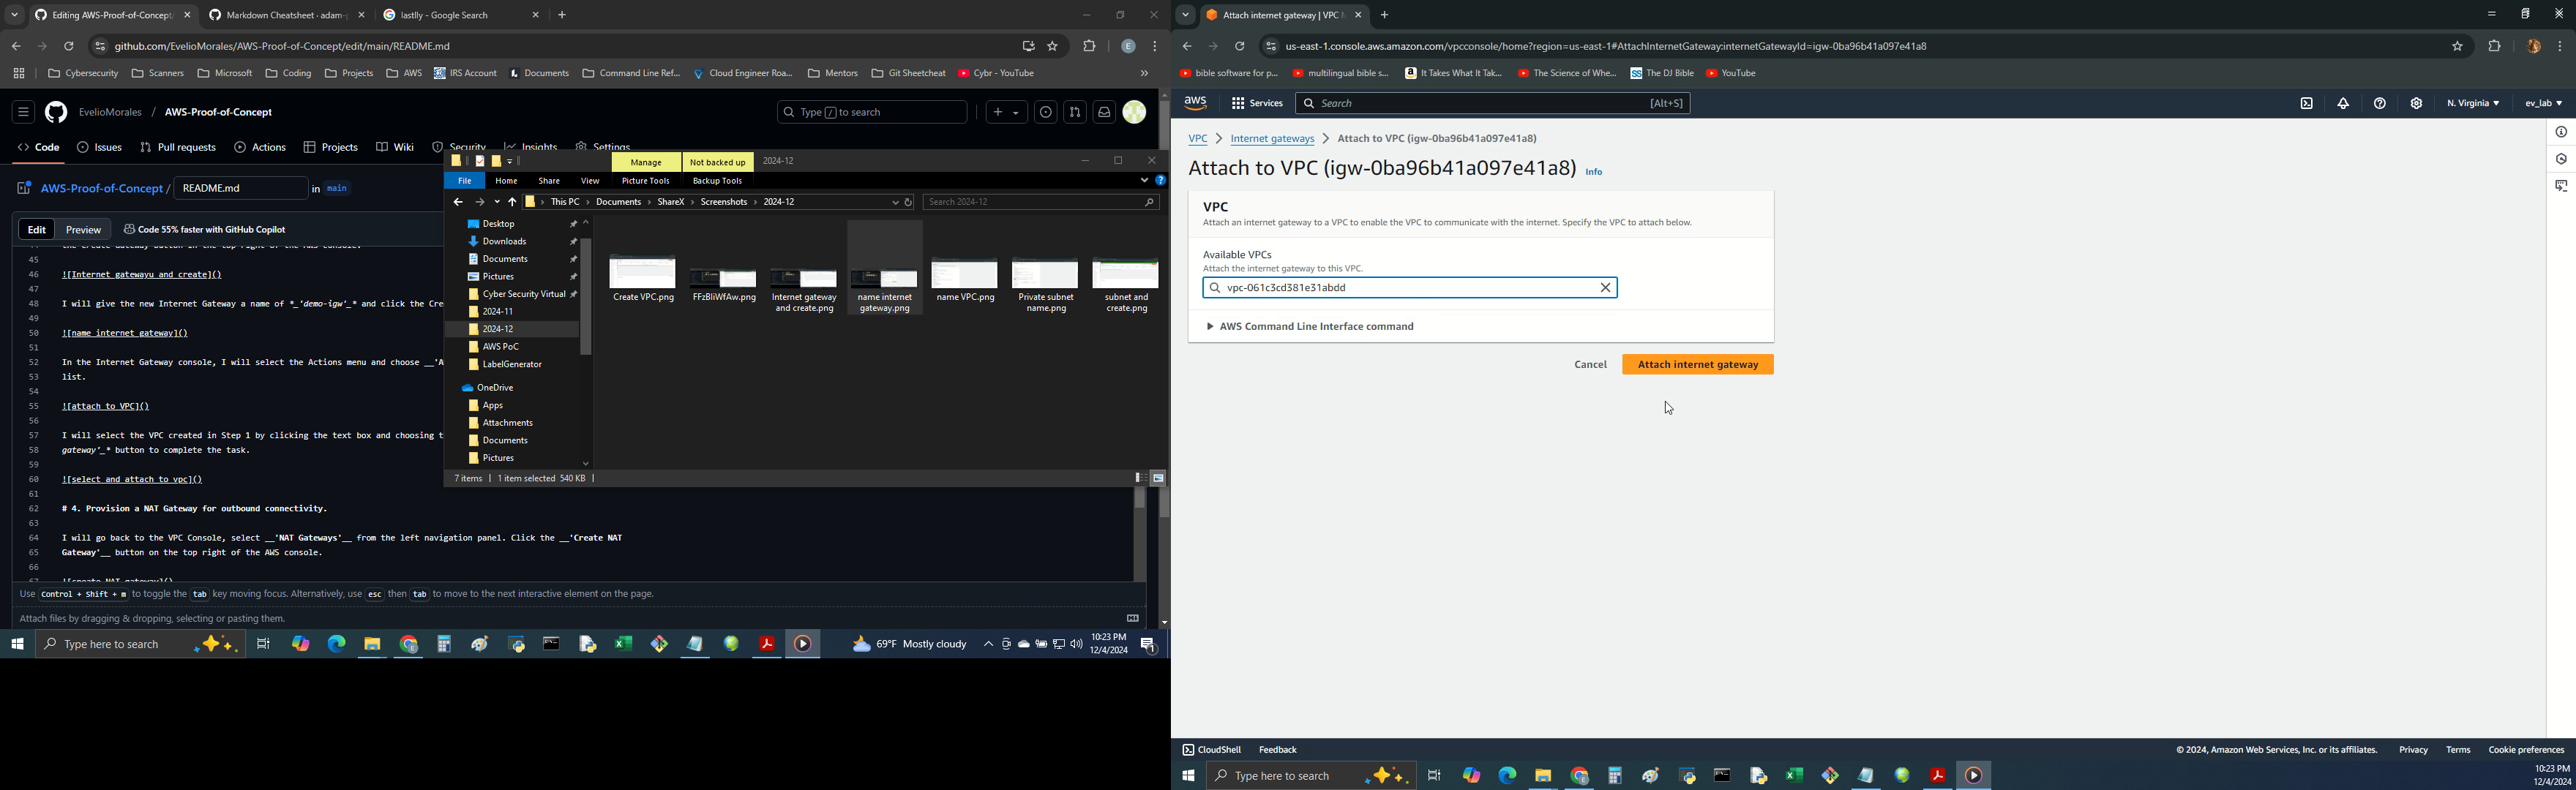 Editing AWS-Proof-of-Concept/
Markdown Cheatsheet · adam-p
lastlly - Google Search
github.com/EvelioMorales/AWS-Proof-of-Concept/edit/main/README.md
Cybersecurity
Scanners
Microsoft
Coding
Projects
AWS
IRS Account
Documents
Command Line Ref...
Cloud Engineer Roa...
Mentors
Git Sheetcheat
Cybr - YouTube
EvelioMorales / AWS-Proof-of-Concept
Type / to search
Code
Issues
Pull requests
Actions
Projects
Wiki
Security
Insights
Settings
AWS-Proof-of-Concept / README.md in main
Edit
Preview
Code 55% faster with GitHub Copilot
45
46 ![Internet gatewayu and create]()
47
48 I will give the new Internet Gateway a name of *_'demo-igw'_* and click the Cre
49
50 ![name internet gateway]()
51
52 In the Internet Gateway console, I will select the Actions menu and choose __'A
53 list.
54
55 ![attach to VPC]()
56
57 I will select the VPC created in Step 1 by clicking the text box and choosing t
58 gateway'_* button to complete the task.
59
60 ![select and attach to vpc]()
61
62 # 4. Provision a NAT Gateway for outbound connectivity.
63
64 I will go back to the VPC Console, select __'NAT Gateways'__ from the left navigation panel. Click the __'Create NAT
65 Gateway'__ button on the top right of the AWS console.
66
67 ![create NAT gateway]()
Use Control + Shift + m to toggle the tab key moving focus. Alternatively, use esc then tab to move to the next interactive element on the page.
Attach files by dragging & dropping, selecting or pasting them.
Manage
Not backed up
2024-12
File
Home
Share
View
Picture Tools
Backup Tools
This PC
Documents
ShareX
Screenshots
2024-12
Search 2024-12
Desktop
Downloads
Documents
Pictures
Cyber Security Virtual
2024-11
2024-12
AWS PoC
LabelGenerator
OneDrive
Apps
Attachments
Documents
Pictures
Create VPC.png
FFzBliWfAw.png
Internet gateway and create.png
name internet gateway.png
name VPC.png
Private subnet name.png
subnet and create.png
7 items
1 item selected 540 KB
Type here to search
69°F Mostly cloudy
10:23 PM
12/4/2024
1
Attach internet gateway | VPC M
us-east-1.console.aws.amazon.com/vpcconsole/home?region=us-east-1#AttachInternetGateway:internetGatewayId=igw-0ba96b41a097e41a8
bible software for p...
multilingual bible s...
It Takes What It Tak...
The Science of Whe...
The DJ Bible
YouTube
aws
Services
Search
[Alt+S]
N. Virginia
ev_lab
VPC
Internet gateways
Attach to VPC (igw-0ba96b41a097e41a8)
Attach to VPC (igw-0ba96b41a097e41a8) Info
VPC
Attach an internet gateway to a VPC to enable the VPC to communicate with the internet. Specify the VPC to attach below.
Available VPCs
Attach the internet gateway to this VPC.
vpc-061c3cd381e31abdd
AWS Command Line Interface command
Cancel
Attach internet gateway
CloudShell
Feedback
© 2024, Amazon Web Services, Inc. or its affiliates.
Privacy
Terms
Cookie preferences
Type here to search
10:23 PM
12/4/2024